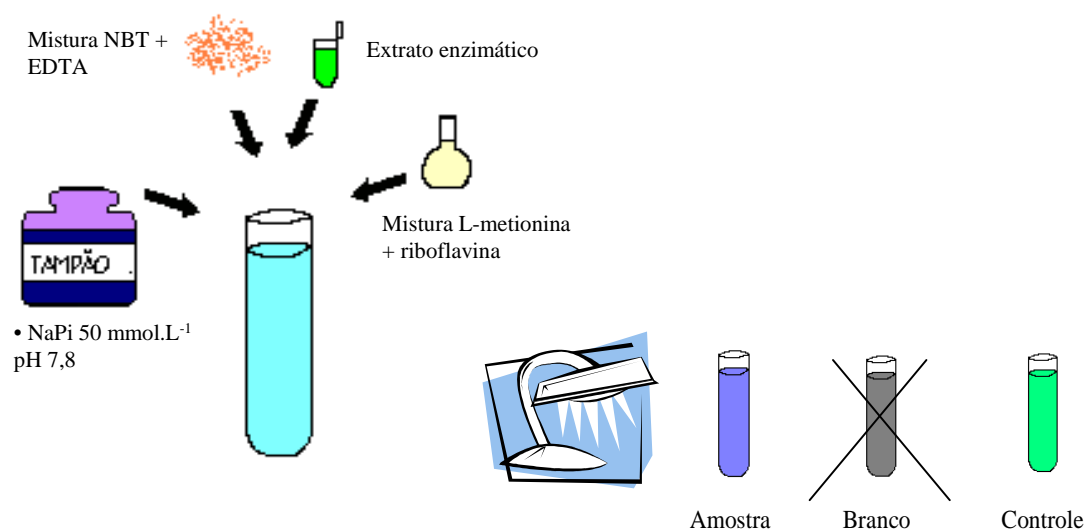 Mistura NBT +
EDTA
Extrato enzimático
Mistura L-metionina
+ riboflavina
TAMPÃO .
• NaPi 50 mmol.L⁻¹
pH 7,8
Amostra
Branco
Controle